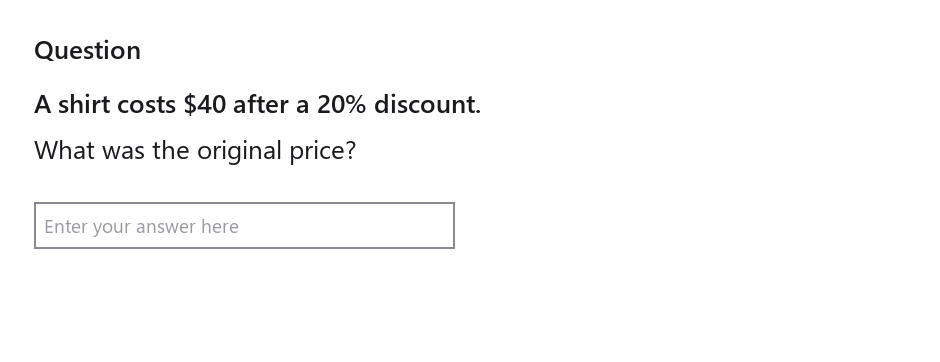 Question
A shirt costs $40 after a 20% discount.
What was the original price?
Enter your answer here